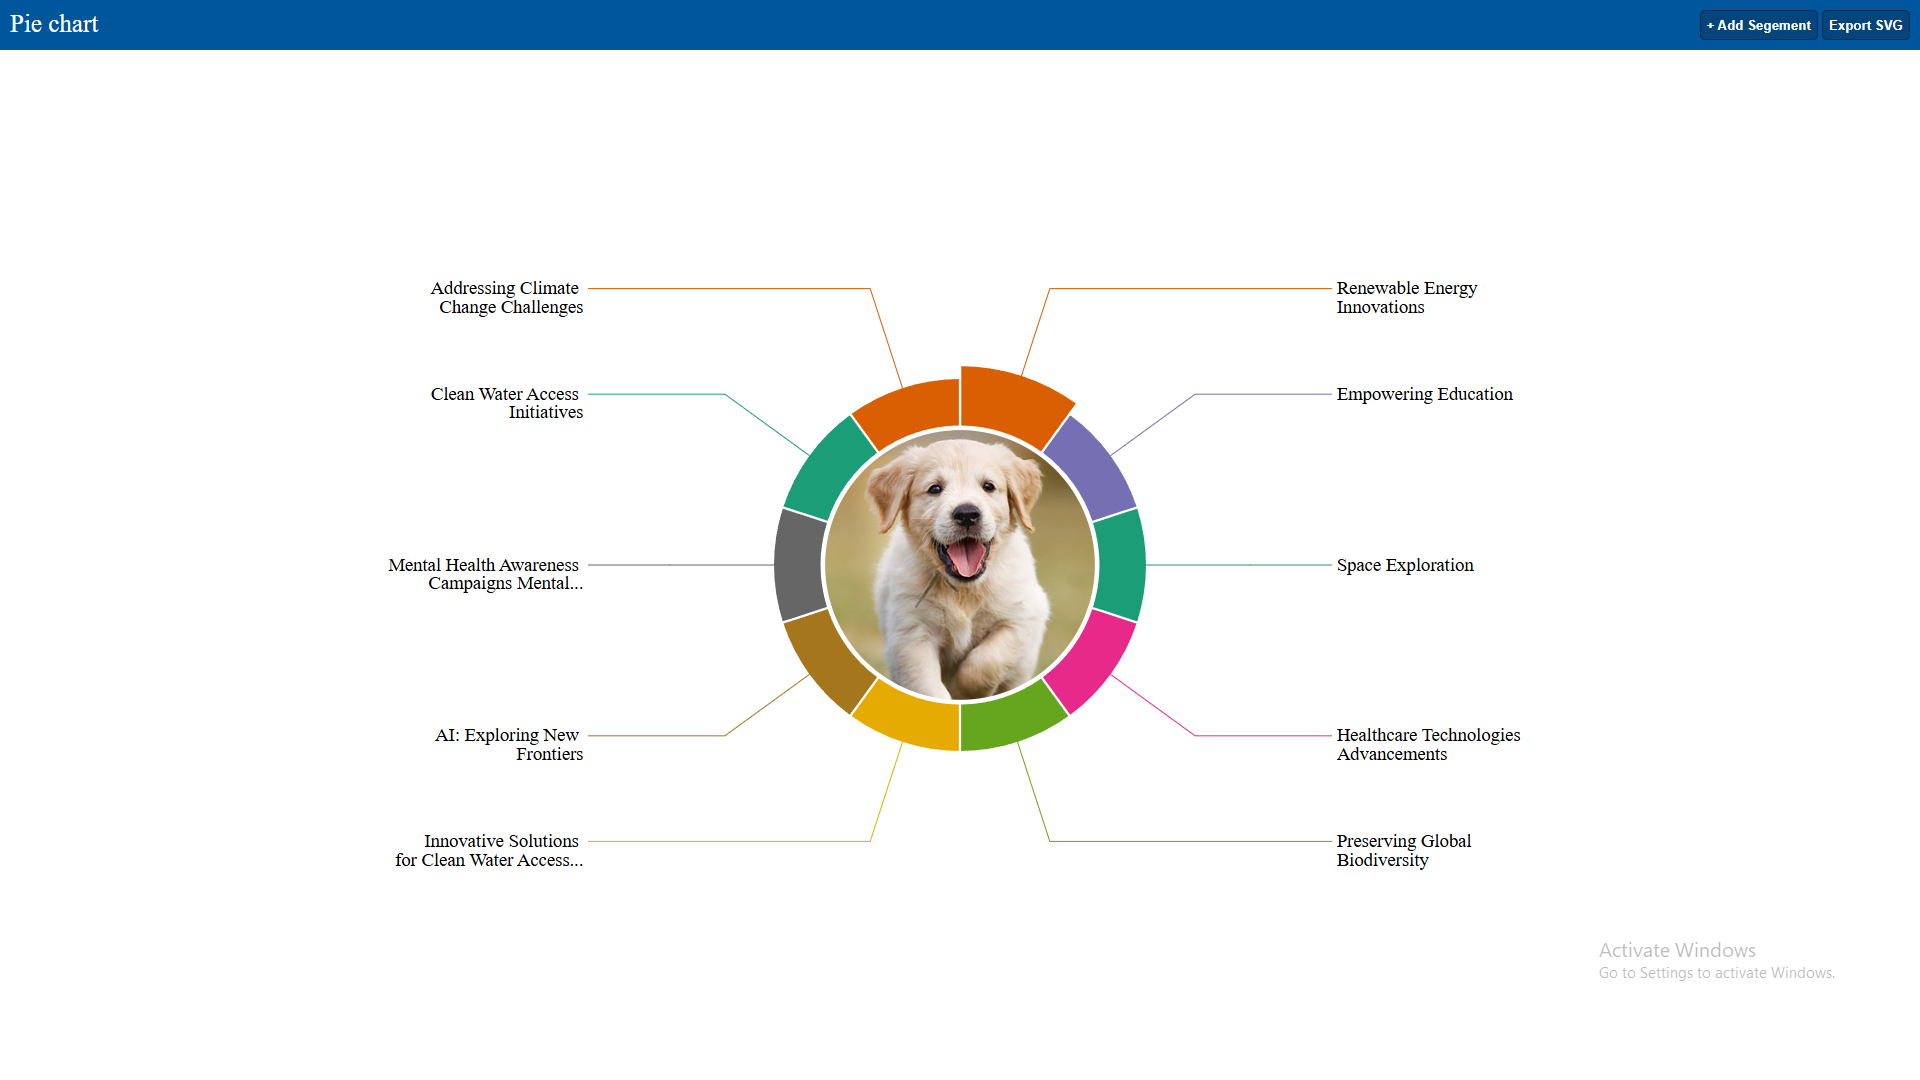 Pie chart
+ Add Segement
Export SVG
Addressing Climate
Change Challenges
Renewable Energy
Innovations
Clean Water Access
Initiatives
Empowering Education
Mental Health Awareness
Campaigns Mental...
Space Exploration
AI: Exploring New
Frontiers
Healthcare Technologies
Advancements
Innovative Solutions
for Clean Water Access...
Preserving Global
Biodiversity
Activate Windows
Go to Settings to activate Windows.